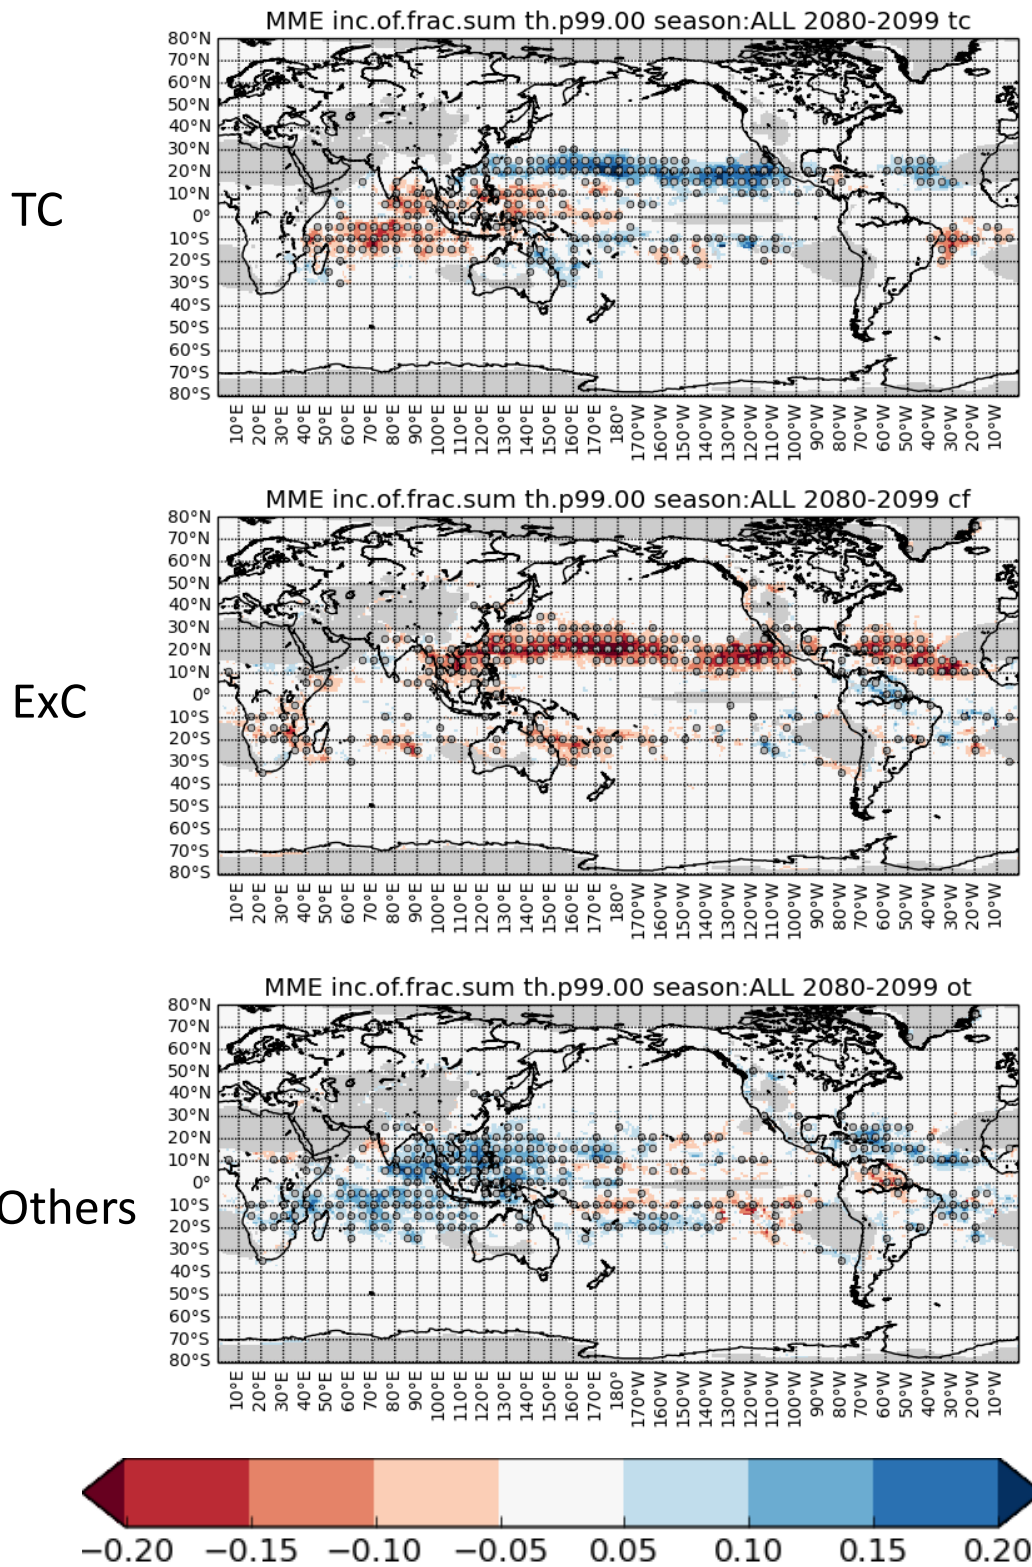 MME inc.of.frac.sum th.p99.00 season:ALL 2080-2099 tc
TC
80°N
70°N
60°N
50°N
40°N
30°N
20°N
10°N
0°
10°S
20°S
30°S
40°S
50°S
60°S
70°S
80°S
10°E 20°E 30°E 40°E 50°E 60°E 70°E 80°E 90°E 100°E 110°E 120°E 130°E 140°E 150°E 160°E 170°E 180° 170°W 160°W 150°W 140°W 130°W 120°W 110°W 100°W 90°W 80°W 70°W 60°W 50°W 40°W 30°W 20°W 10°W
MME inc.of.frac.sum th.p99.00 season:ALL 2080-2099 cf
ExC
80°N
70°N
60°N
50°N
40°N
30°N
20°N
10°N
0°
10°S
20°S
30°S
40°S
50°S
60°S
70°S
80°S
10°E 20°E 30°E 40°E 50°E 60°E 70°E 80°E 90°E 100°E 110°E 120°E 130°E 140°E 150°E 160°E 170°E 180° 170°W 160°W 150°W 140°W 130°W 120°W 110°W 100°W 90°W 80°W 70°W 60°W 50°W 40°W 30°W 20°W 10°W
MME inc.of.frac.sum th.p99.00 season:ALL 2080-2099 ot
Others
80°N
70°N
60°N
50°N
40°N
30°N
20°N
10°N
0°
10°S
20°S
30°S
40°S
50°S
60°S
70°S
80°S
10°E 20°E 30°E 40°E 50°E 60°E 70°E 80°E 90°E 100°E 110°E 120°E 130°E 140°E 150°E 160°E 170°E 180° 170°W 160°W 150°W 140°W 130°W 120°W 110°W 100°W 90°W 80°W 70°W 60°W 50°W 40°W 30°W 20°W 10°W
−0.20 −0.15 −0.10 −0.05 0.05 0.10 0.15 0.20